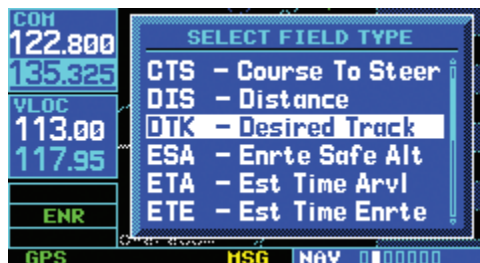 COM
122.800
135.325
VLOC
113.00
117.95
ENR
GPS
SELECT FIELD TYPE
CTS – Course To Steer
DIS – Distance
DTK – Desired Track
ESA – Enrte Safe Alt
ETA – Est Time Arvl
ETE – Est Time Enrte
MSG
NAV